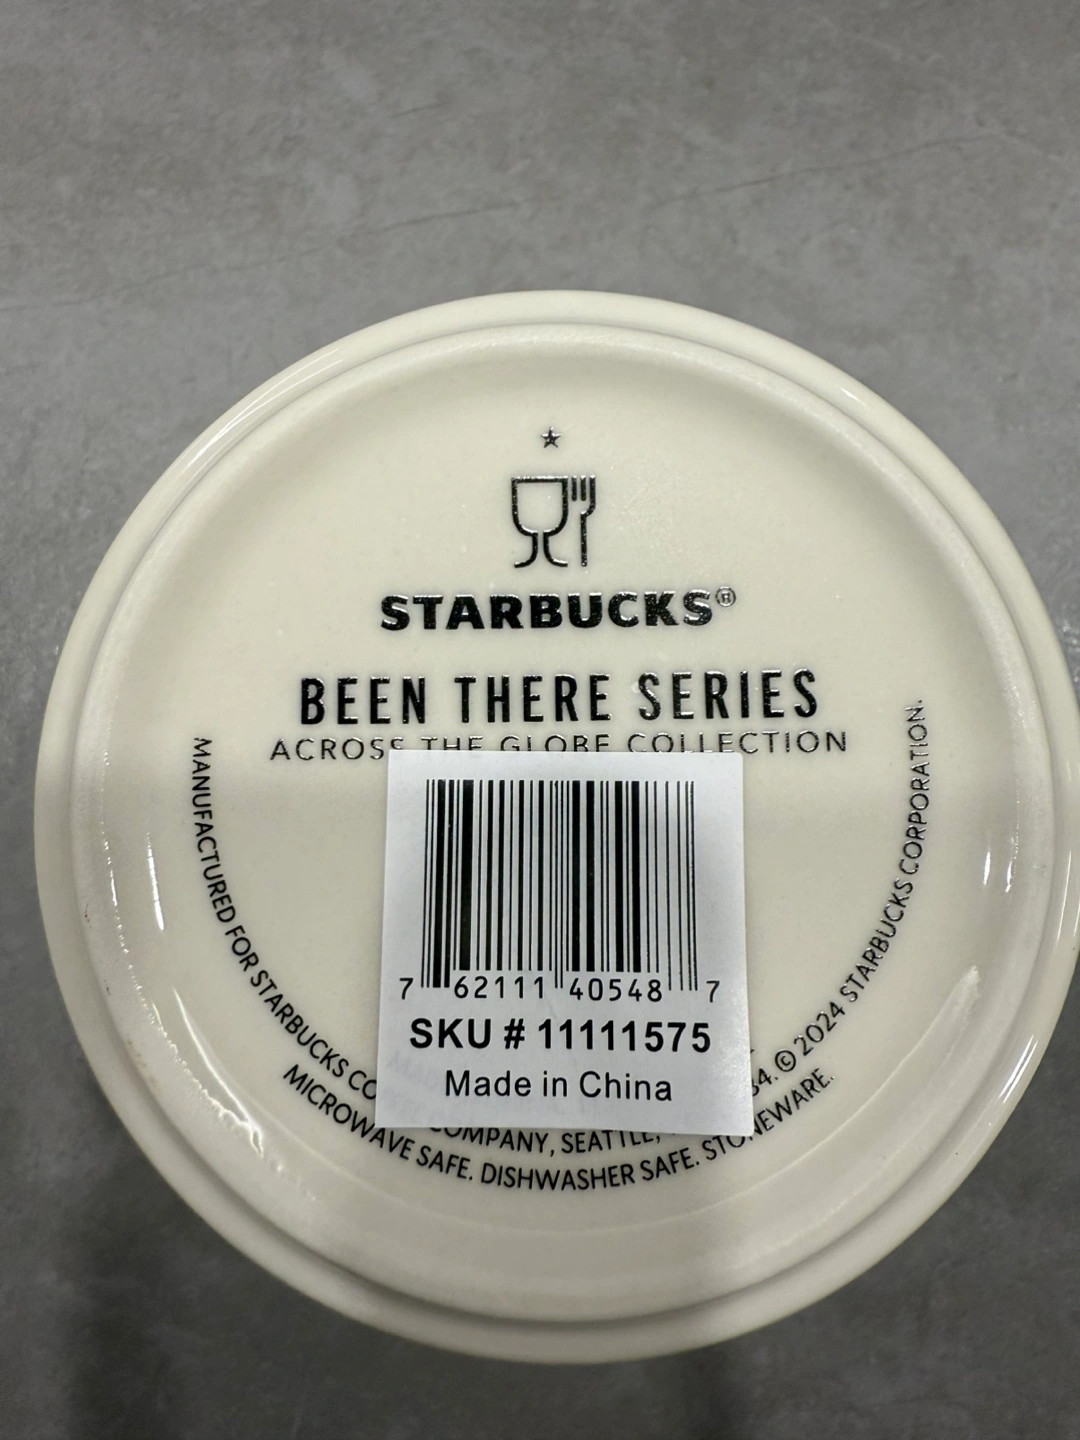 STARBUCKS®
BEEN THERE SERIES
ACROSS THE GLOBE COLLECTION
7 62111 40548 7
SKU # 11111575
Made in China
MANUFACTURED FOR STARBUCKS COMPANY, SEATTLE, © 2024 STARBUCKS CORPORATION.
MICROWAVE SAFE. DISHWASHER SAFE. STONEWARE.